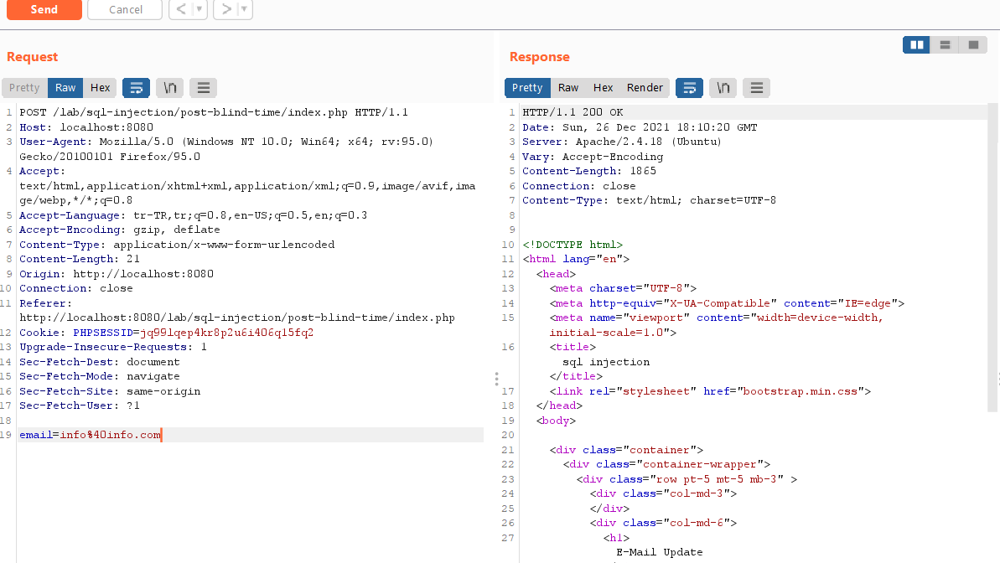 Send Cancel < > 
Request
Pretty Raw Hex \n
1 POST /lab/sql-injection/post-blind-time/index.php HTTP/1.1
2 Host: localhost:8080
3 User-Agent: Mozilla/5.0 (Windows NT 10.0; Win64; x64; rv:95.0)
Gecko/20100101 Firefox/95.0
4 Accept:
text/html,application/xhtml+xml,application/xml;q=0.9,image/avif,ima
ge/webp,*/*;q=0.8
5 Accept-Language: tr-TR,tr;q=0.8,en-US;q=0.5,en;q=0.3
6 Accept-Encoding: gzip, deflate
7 Content-Type: application/x-www-form-urlencoded
8 Content-Length: 21
9 Origin: http://localhost:8080
10 Connection: close
11 Referer:
http://localhost:8080/lab/sql-injection/post-blind-time/index.php
12 Cookie: PHPSESSID=jq99lqep4kr8p2u6i406q15fq2
13 Upgrade-Insecure-Requests: 1
14 Sec-Fetch-Dest: document
15 Sec-Fetch-Mode: navigate
16 Sec-Fetch-Site: same-origin
17 Sec-Fetch-User: ?1
18
19 email=info%40info.com
Response
Pretty Raw Hex Render \n
1 HTTP/1.1 200 OK
2 Date: Sun, 26 Dec 2021 18:10:20 GMT
3 Server: Apache/2.4.18 (Ubuntu)
4 Vary: Accept-Encoding
5 Content-Length: 1865
6 Connection: close
7 Content-Type: text/html; charset=UTF-8
8
9
10 <!DOCTYPE html>
11 <html lang="en">
12 <head>
13 <meta charset="UTF-8">
14 <meta http-equiv="X-UA-Compatible" content="IE=edge">
15 <meta name="viewport" content="width=device-width,
initial-scale=1.0">
16 <title>
sql injection
</title>
17 <link rel="stylesheet" href="bootstrap.min.css">
18 </head>
19 <body>
20
21 <div class="container">
22 <div class="container-wrapper">
23 <div class="row pt-5 mt-5 mb-3" >
24 <div class="col-md-3">
25 </div>
26 <div class="col-md-6">
27 <h1>
E-Mail Update